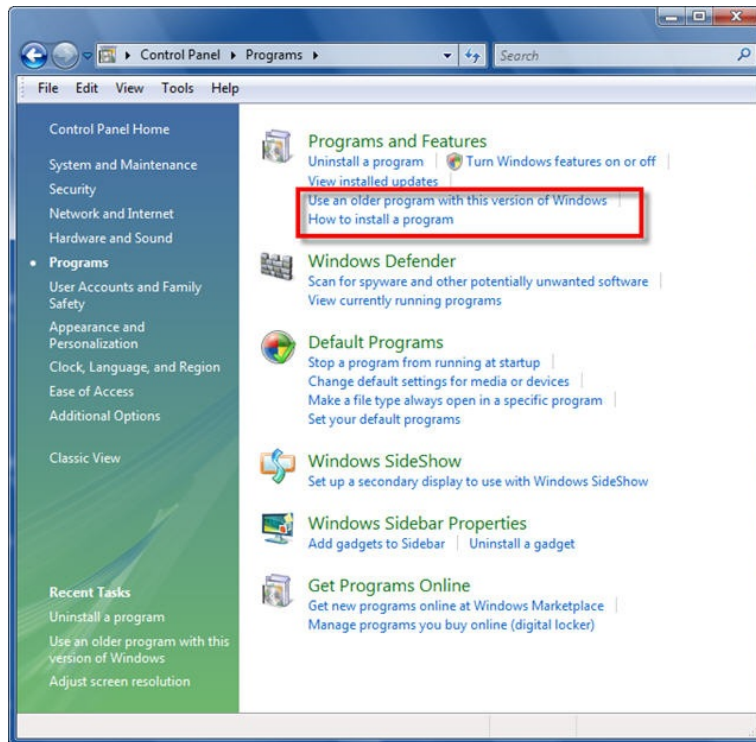 Control Panel ▸ Programs ▸
Search
File Edit View Tools Help
Control Panel Home
System and Maintenance
Security
Network and Internet
Hardware and Sound
Programs
User Accounts and Family
Safety
Appearance and
Personalization
Clock, Language, and Region
Ease of Access
Additional Options
Classic View
Recent Tasks
Uninstall a program
Use an older program with this
version of Windows
Adjust screen resolution
Programs and Features
Uninstall a program Turn Windows features on or off
View installed updates
Use an older program with this version of Windows
How to install a program
Windows Defender
Scan for spyware and other potentially unwanted software
View currently running programs
Default Programs
Stop a program from running at startup
Change default settings for media or devices
Make a file type always open in a specific program
Set your default programs
Windows SideShow
Set up a secondary display to use with Windows SideShow
Windows Sidebar Properties
Add gadgets to Sidebar Uninstall a gadget
Get Programs Online
Get new programs online at Windows Marketplace
Manage programs you buy online (digital locker)